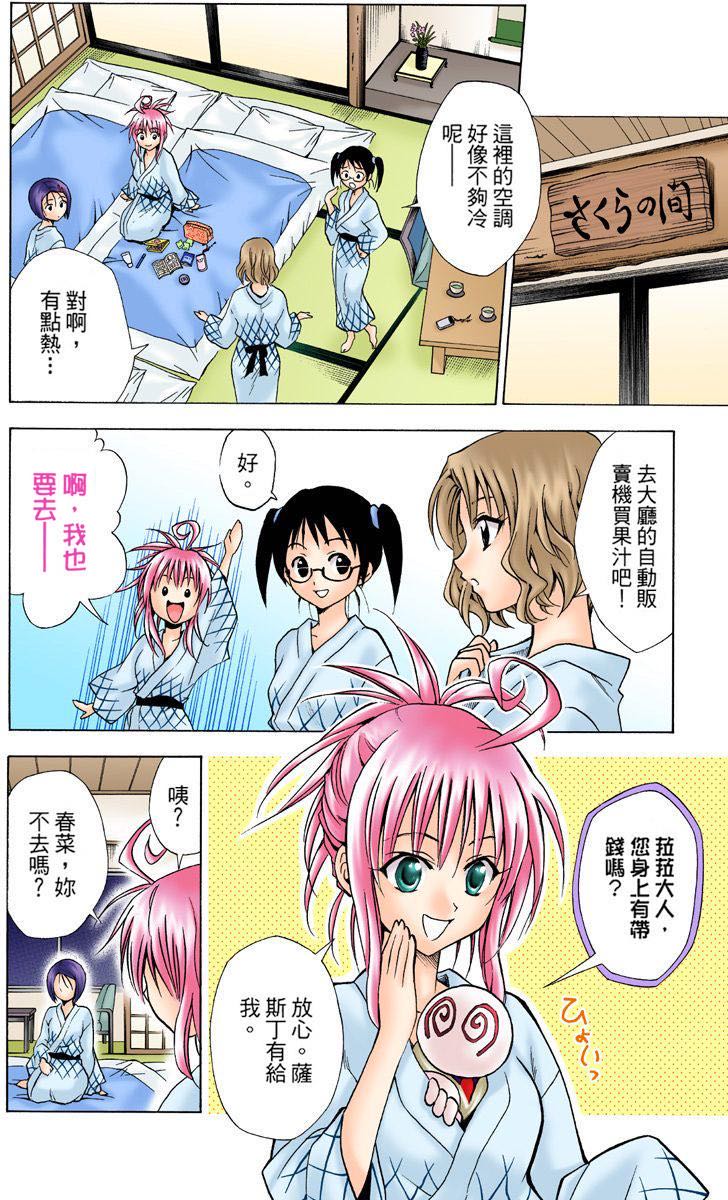 さくらの間
這裡的空調
好像不夠冷
呢——
對啊，
有點熱…
去大廳的自動販
賣機買果汁吧！
好。
啊，我也
要去——
菈菈大人，
您身上有帶
錢嗎？
ひょいっ
放心。薩
斯丁有給
我。
咦？
春菜，妳
不去嗎？